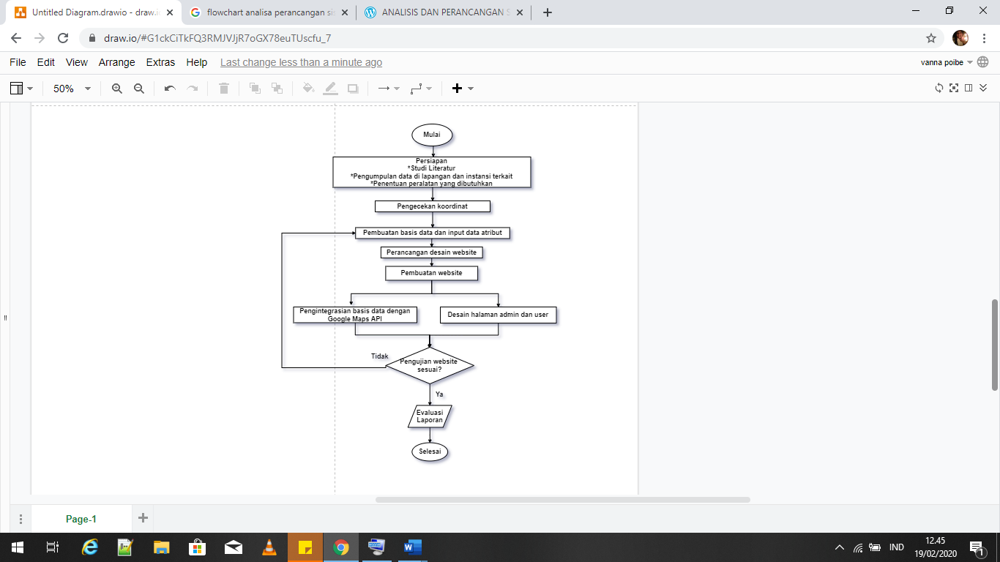 Untitled Diagram.drawio - draw.i
flowchart analisa perancangan sis
ANALISIS DAN PERANCANGAN S
draw.io/#G1ckCiTkFQ3RMJVJjR7oGX78euTUscfu_7
File Edit View Arrange Extras Help Last change less than a minute ago
vanna poibe
50%
Mulai
Persiapan
*Studi Literatur
*Pengumpulan data di lapangan dan instansi terkait
*Penentuan peralatan yang dibutuhkan
Pengecekan koordinat
Pembuatan basis data dan input data atribut
Perancangan desain website
Pembuatan website
Pengintegrasian basis data dengan
Google Maps API
Desain halaman admin dan user
Tidak
Pengujian website
sesuai?
Ya
Evaluasi
Laporan
Selesai
Page-1
IND
12.45
19/02/2020
1